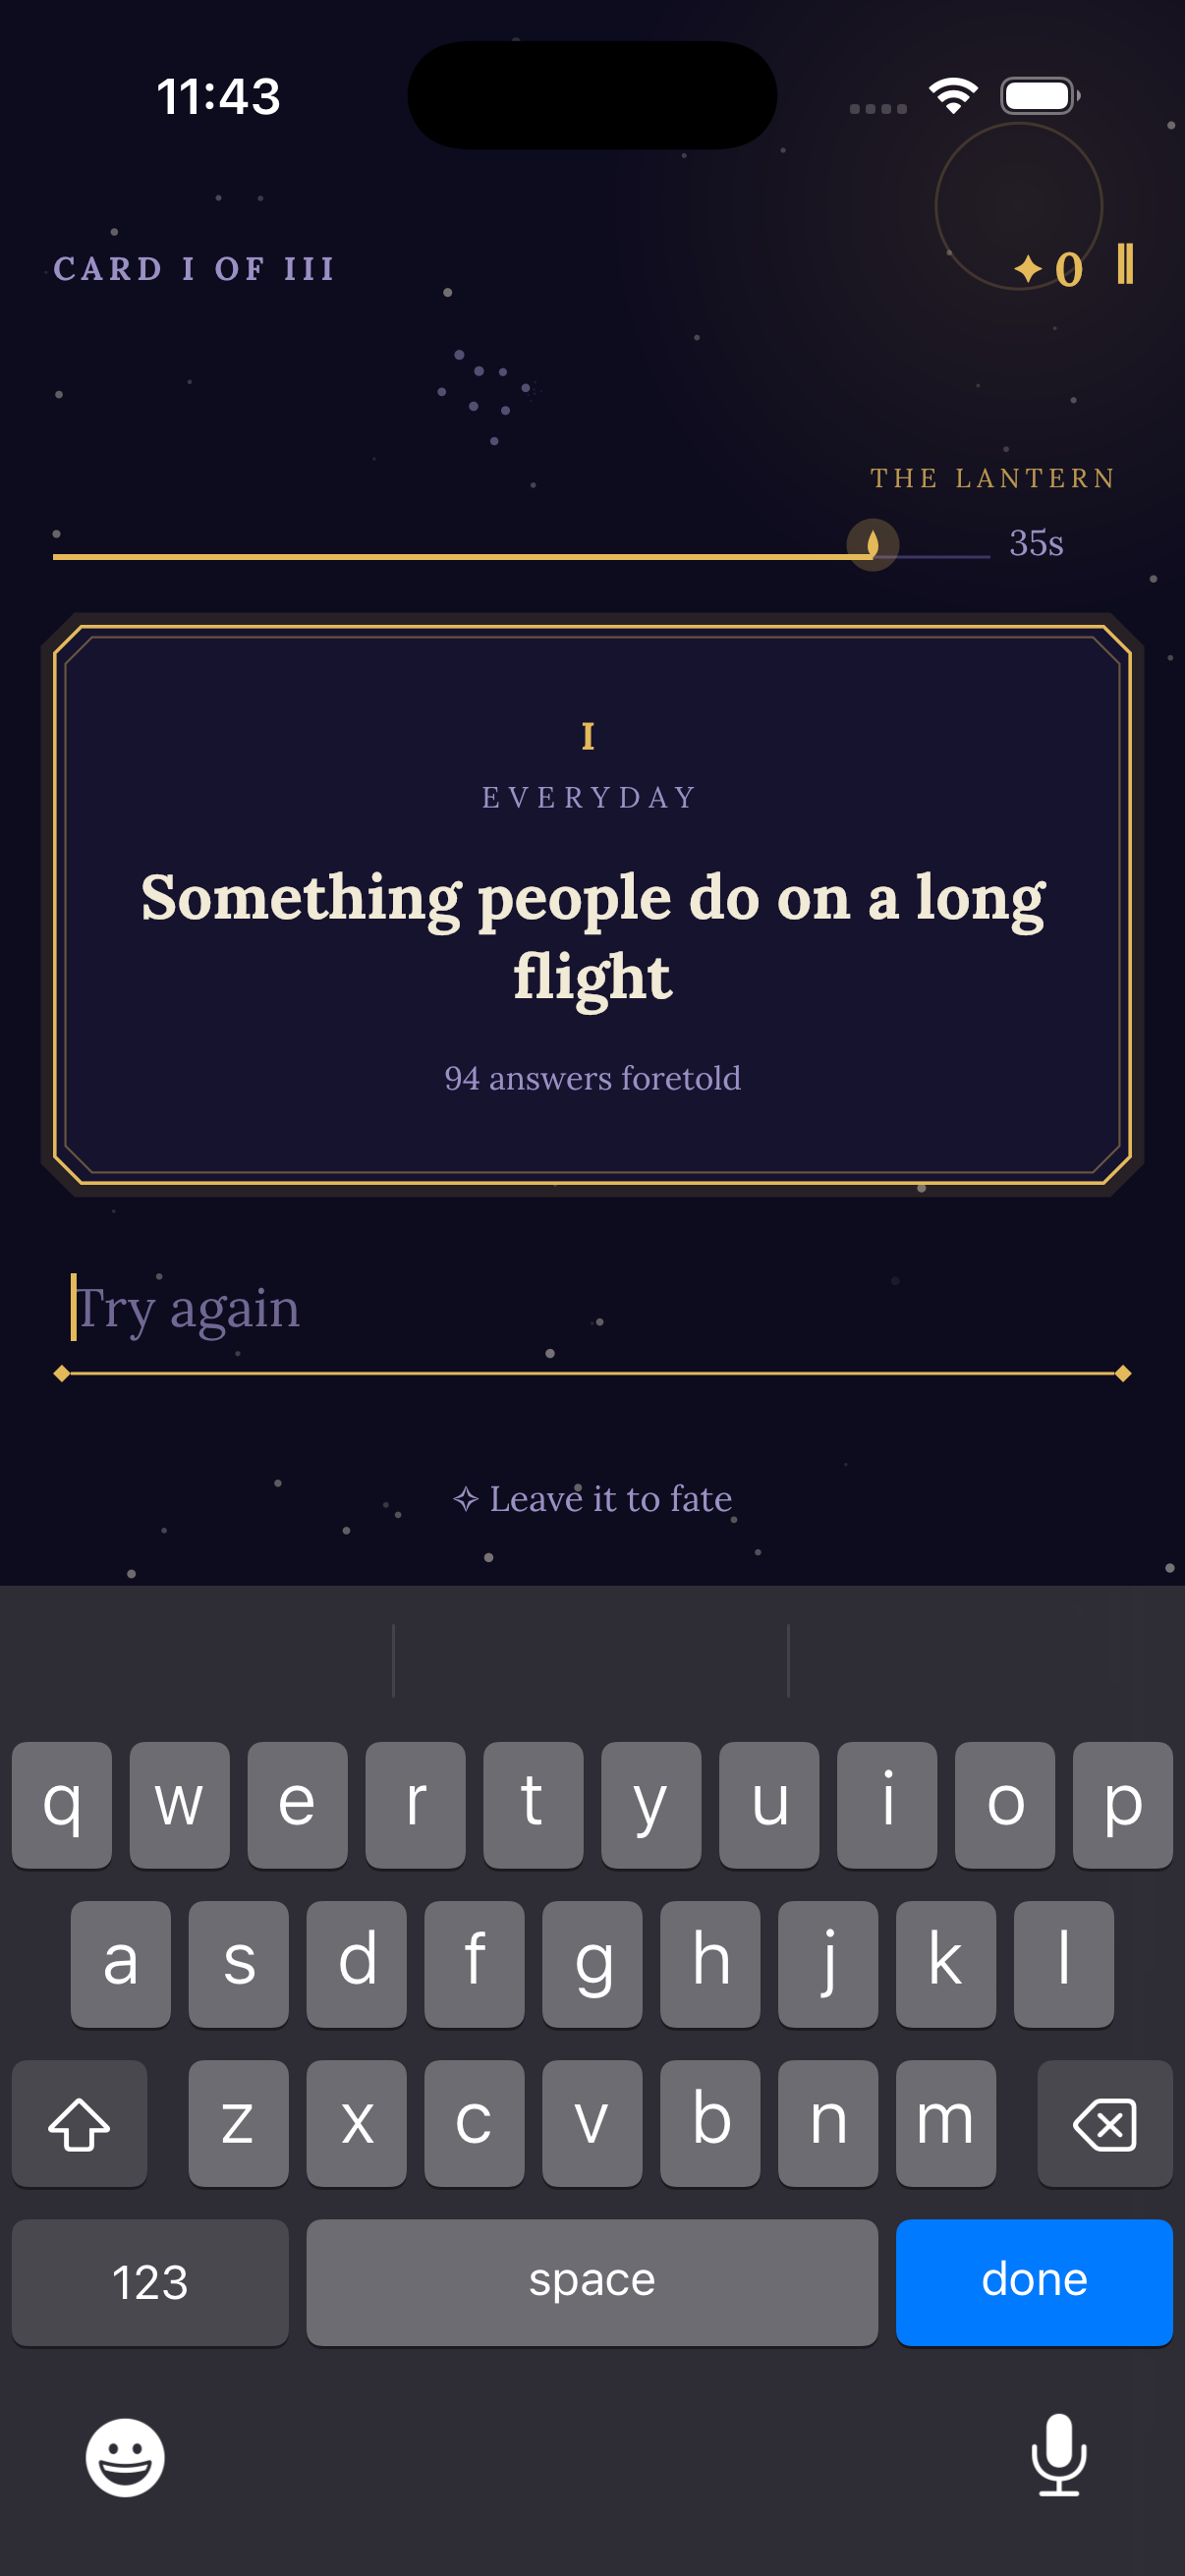 11:43
CARD I OF III
✦ 0
THE LANTERN
35s
I
EVERYDAY
Something people do on a long
flight
94 answers foretold
Try again
✧ Leave it to fate
q w e r t y u i o p
a s d f g h j k l
z x c v b n m
123 space done